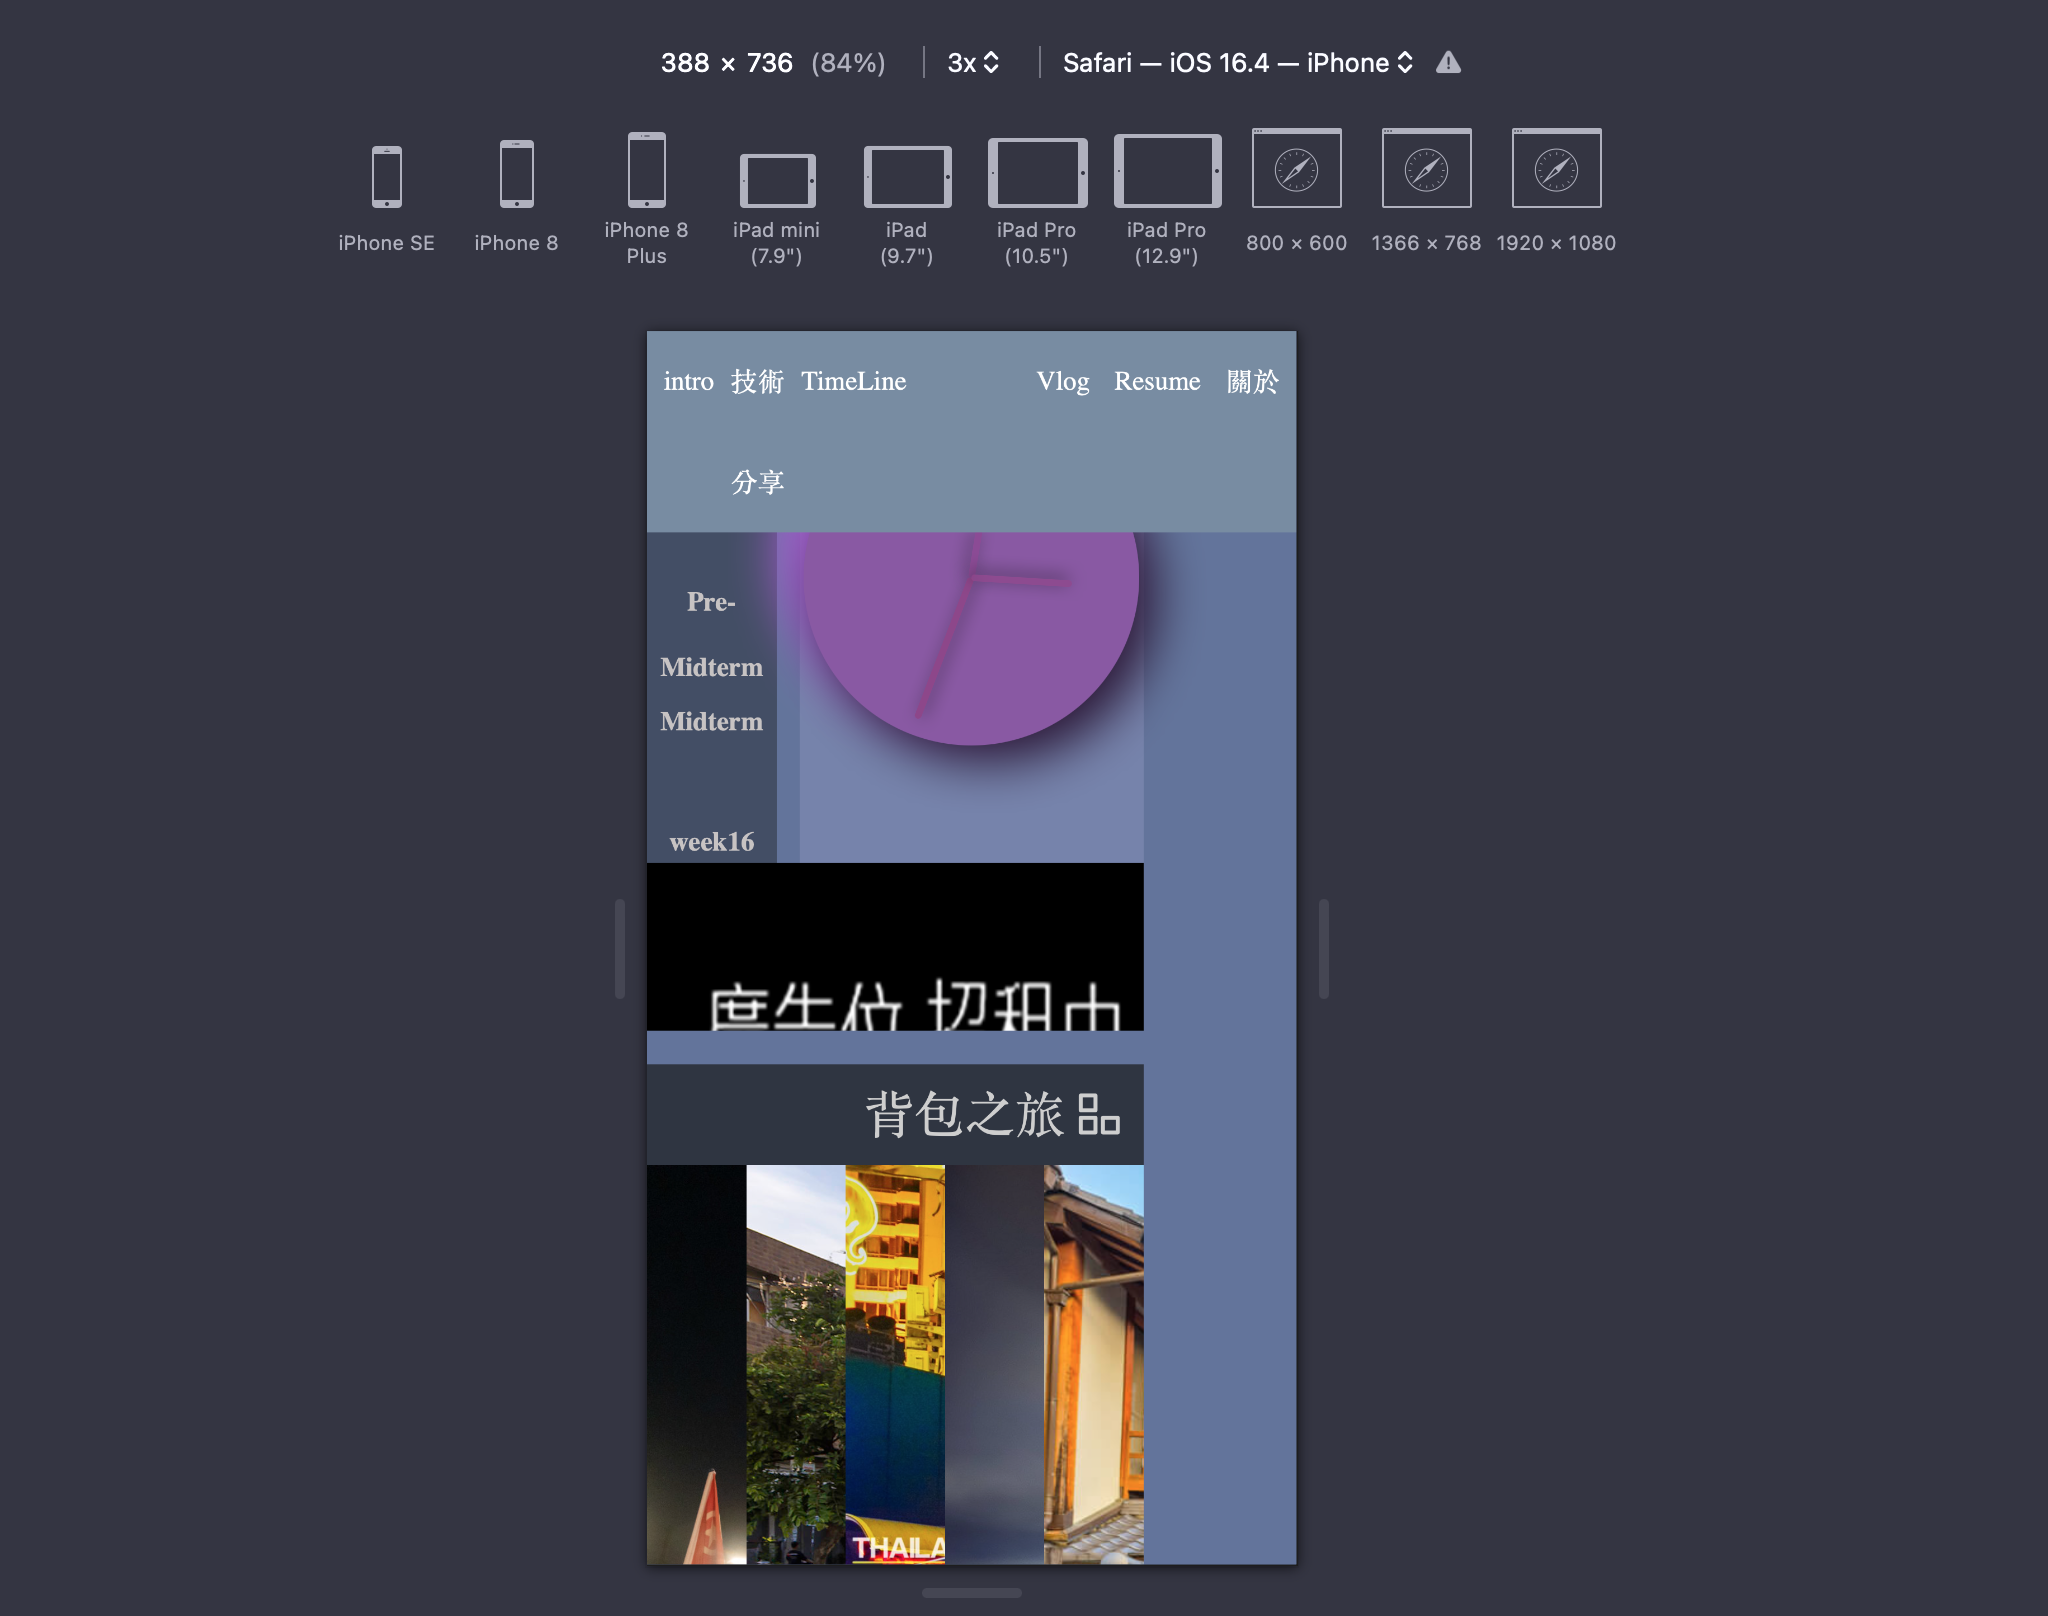 388 × 736 (84%) 3x Safari — iOS 16.4 — iPhone
iPhone SE
iPhone 8
iPhone 8
Plus
iPad mini
(7.9")
iPad
(9.7")
iPad Pro
(10.5")
iPad Pro
(12.9")
800 × 600
1366 × 768
1920 × 1080
intro 技術 TimeLine Vlog Resume 關於
分享
Pre-
Midterm
Midterm
week16
背包之旅
THAILA